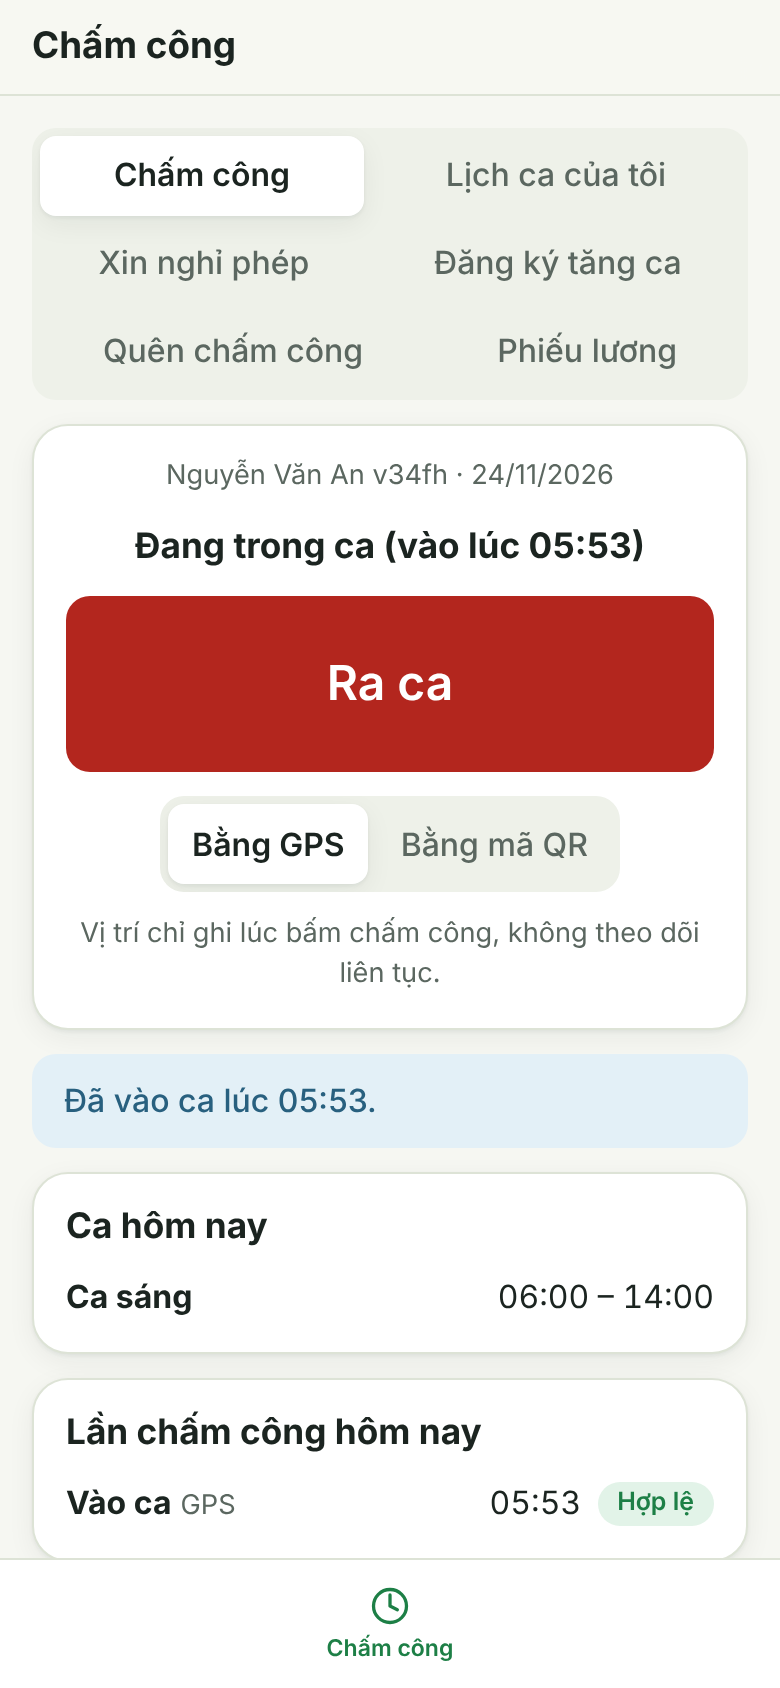 Chấm công
Chấm công
Lịch ca của tôi
Xin nghỉ phép
Đăng ký tăng ca
Quên chấm công
Phiếu lương
Nguyễn Văn An v34fh · 24/11/2026
Đang trong ca (vào lúc 05:53)
Ra ca
Bằng GPS
Bằng mã QR
Vị trí chỉ ghi lúc bấm chấm công, không theo dõi
liên tục.
Đã vào ca lúc 05:53.
Ca hôm nay
Ca sáng 06:00 – 14:00
Lần chấm công hôm nay
Vào ca GPS 05:53 Hợp lệ
Chấm công